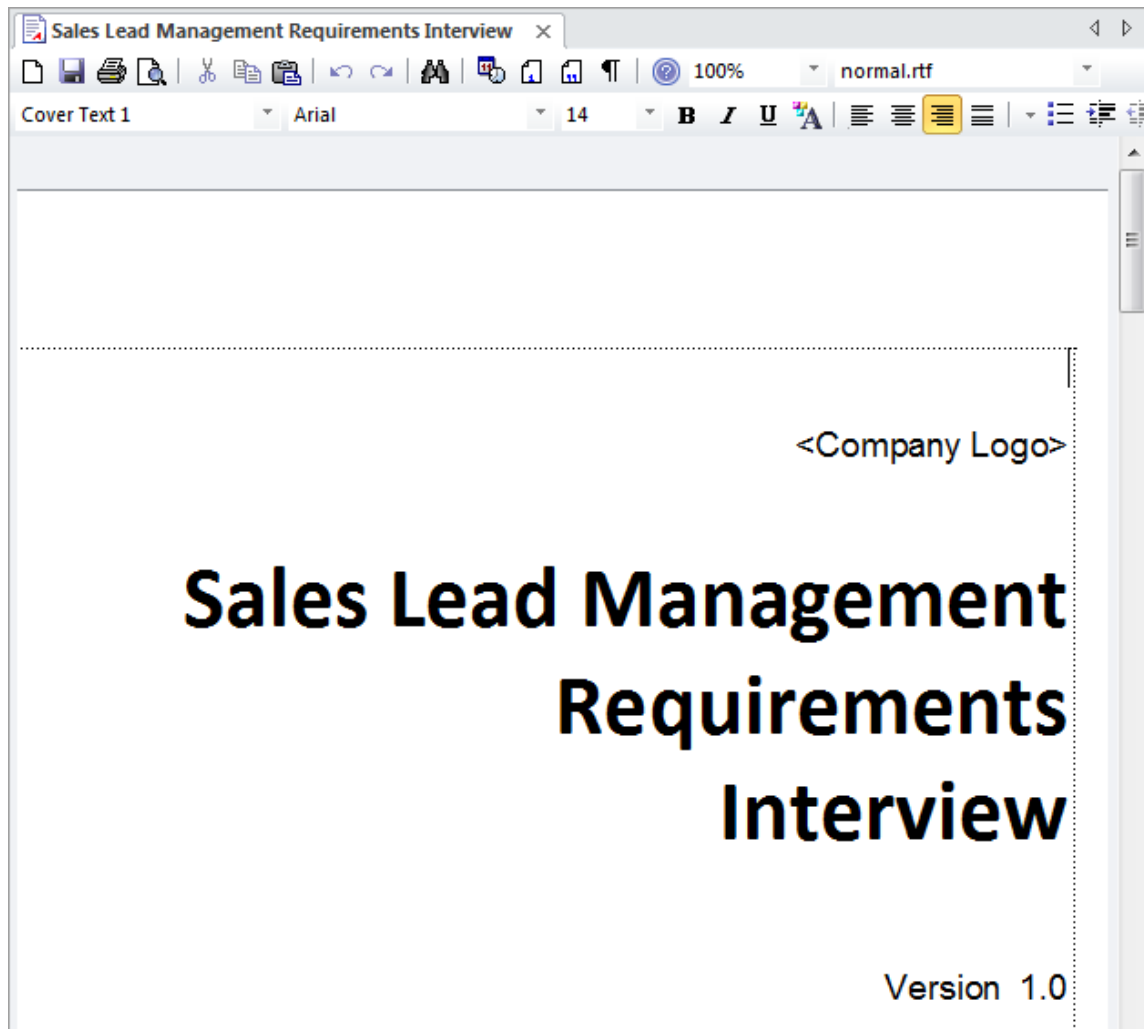 Sales Lead Management Requirements Interview
100% normal.rtf
Cover Text 1 Arial 14 B I U A
<Company Logo>
Sales Lead Management
Requirements
Interview
Version 1.0